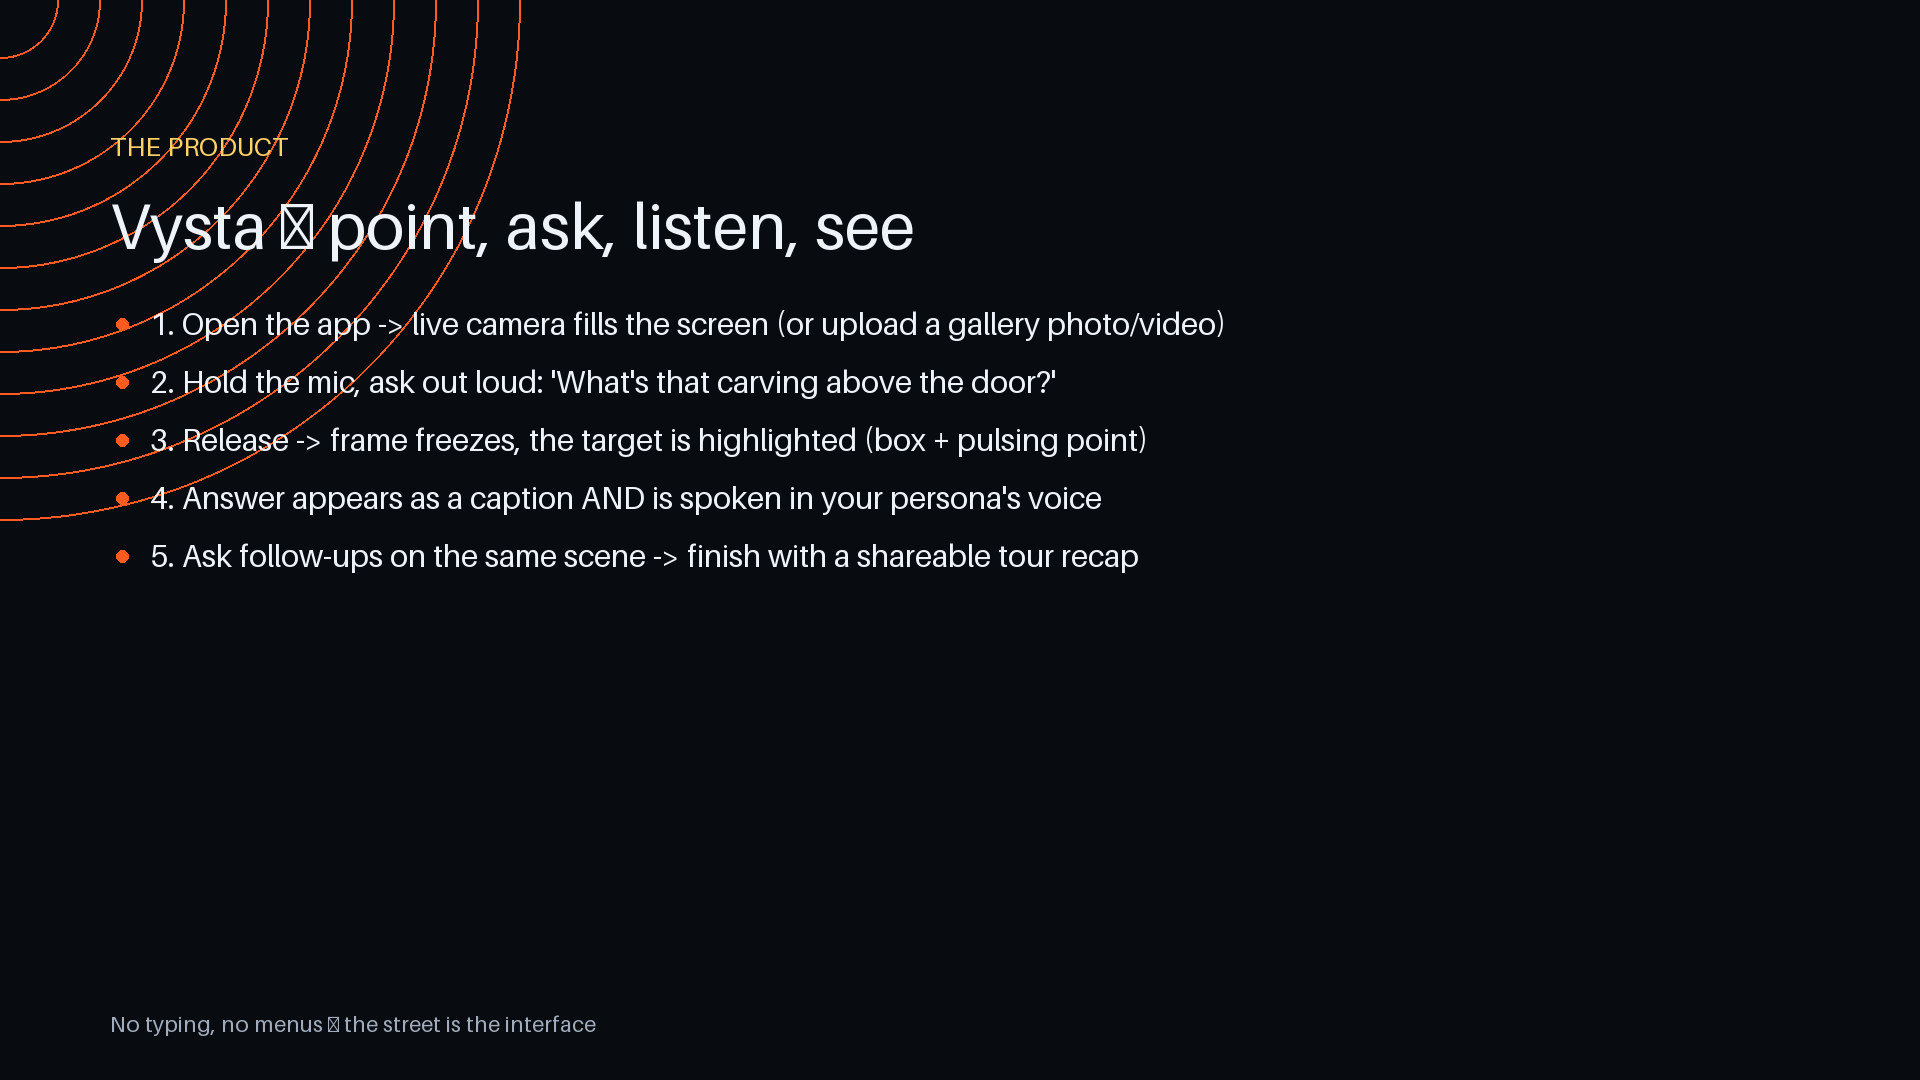 THE PRODUCT
Vysta � point, ask, listen, see
1. Open the app -> live camera fills the screen (or upload a gallery photo/video)
2. Hold the mic, ask out loud: 'What's that carving above the door?'
3. Release -> frame freezes, the target is highlighted (box + pulsing point)
4. Answer appears as a caption AND is spoken in your persona's voice
5. Ask follow-ups on the same scene -> finish with a shareable tour recap
No typing, no menus � the street is the interface